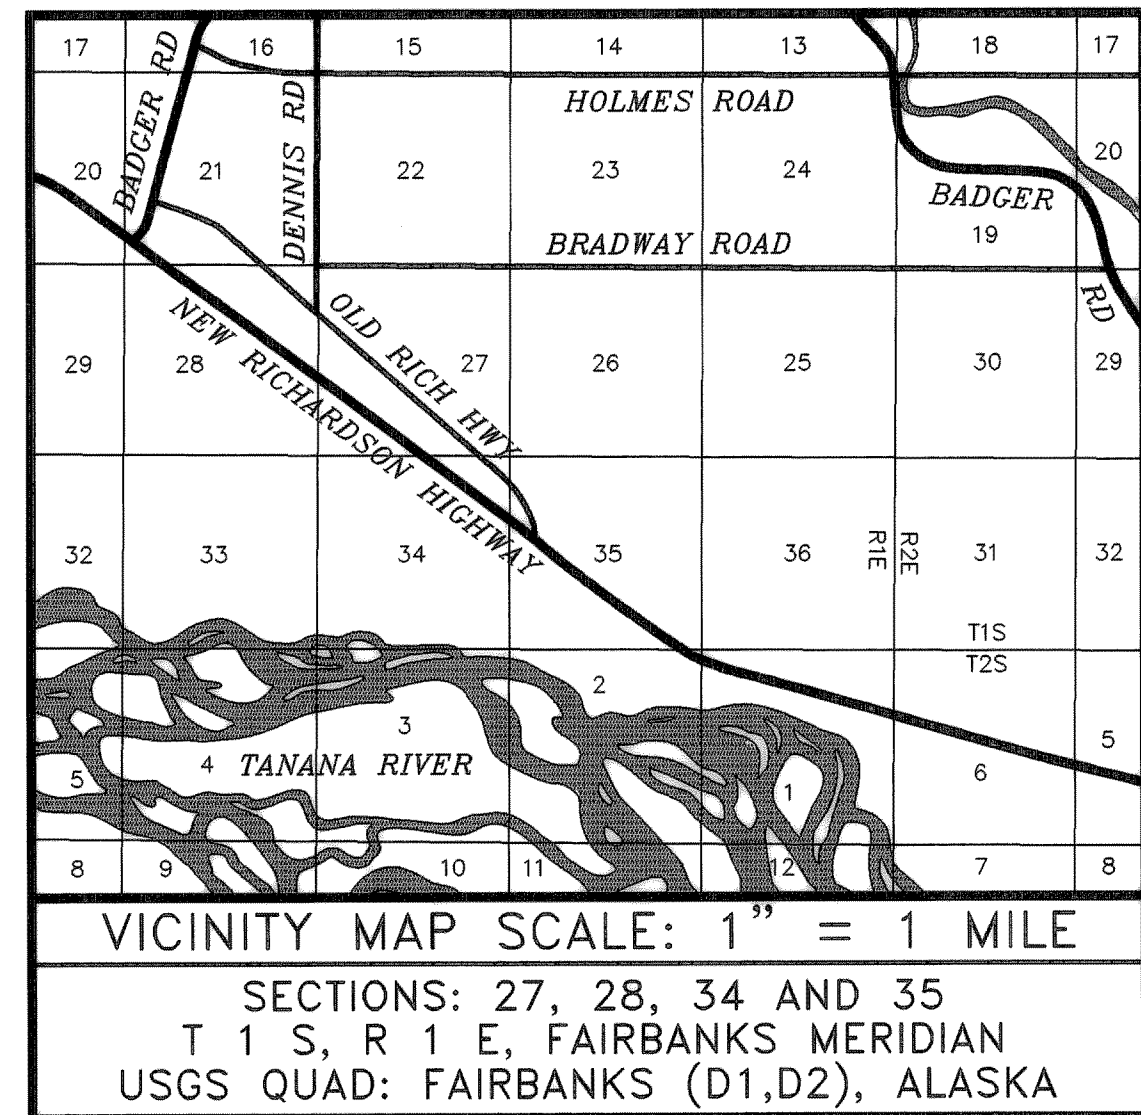 17 16 15 14 13 18 17
BADGER RD
DENNIS RD
HOLMES ROAD
20 21 22 23 24 20
BADGER
BRADWAY ROAD 19
RD
OLD RICH HWY
NEW RICHARDSON HIGHWAY
29 28 27 26 25 30 29
32 33 34 35 36 31 32
R1E
R2E
T1S
T2S
2
3
5
4 TANANA RIVER 6
5 1
8 9 10 11 12 7 8
VICINITY MAP SCALE: 1" = 1 MILE
SECTIONS: 27, 28, 34 AND 35
T 1 S, R 1 E, FAIRBANKS MERIDIAN
USGS QUAD: FAIRBANKS (D1,D2), ALASKA